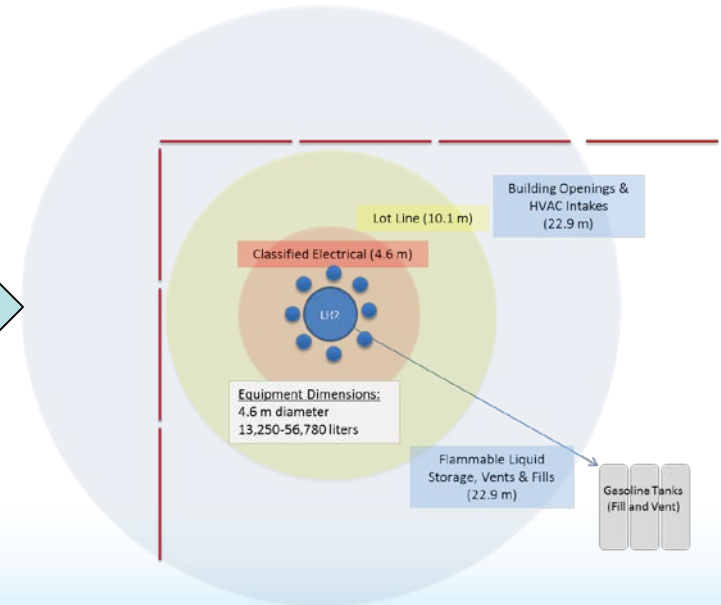 Building Openings &
HVAC Intakes
(22.9 m)
Lot Line (10.1 m)
Classified Electrical (4.6 m)
LH2
Equipment Dimensions:
4.6 m diameter
13,250-56,780 liters
Flammable Liquid
Storage, Vents & Fills
(22.9 m)
Gasoline Tanks
(Fill and Vent)